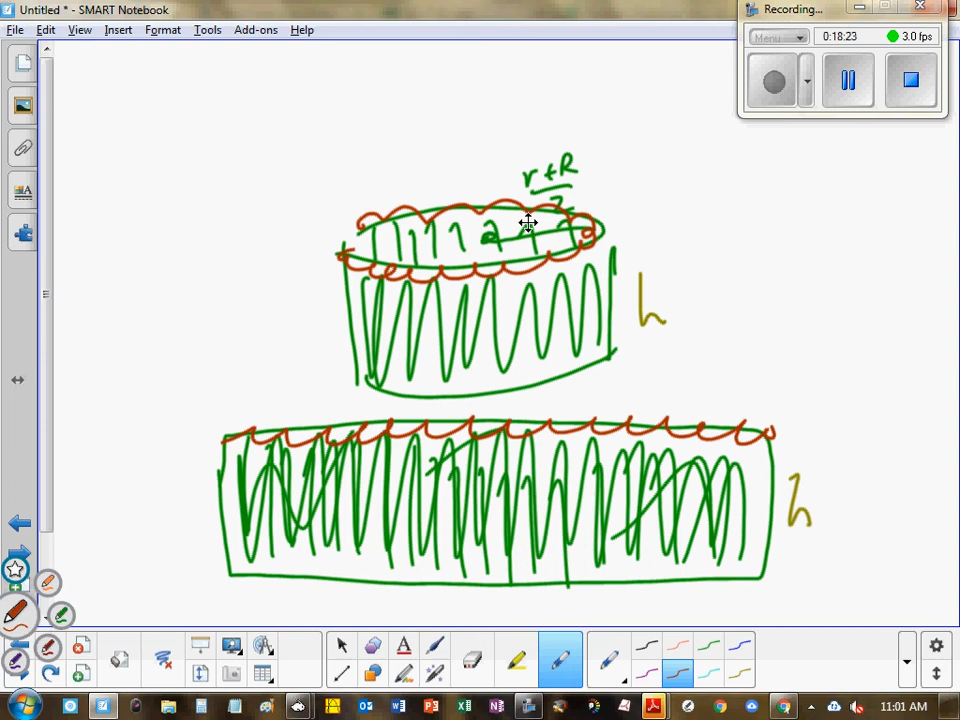 Untitled * - SMART Notebook
Recording...
File Edit View Insert Format Tools Add-ons Help
Menu
0:18:23
3.0 fps
r + R
2
h
h
11:01 AM